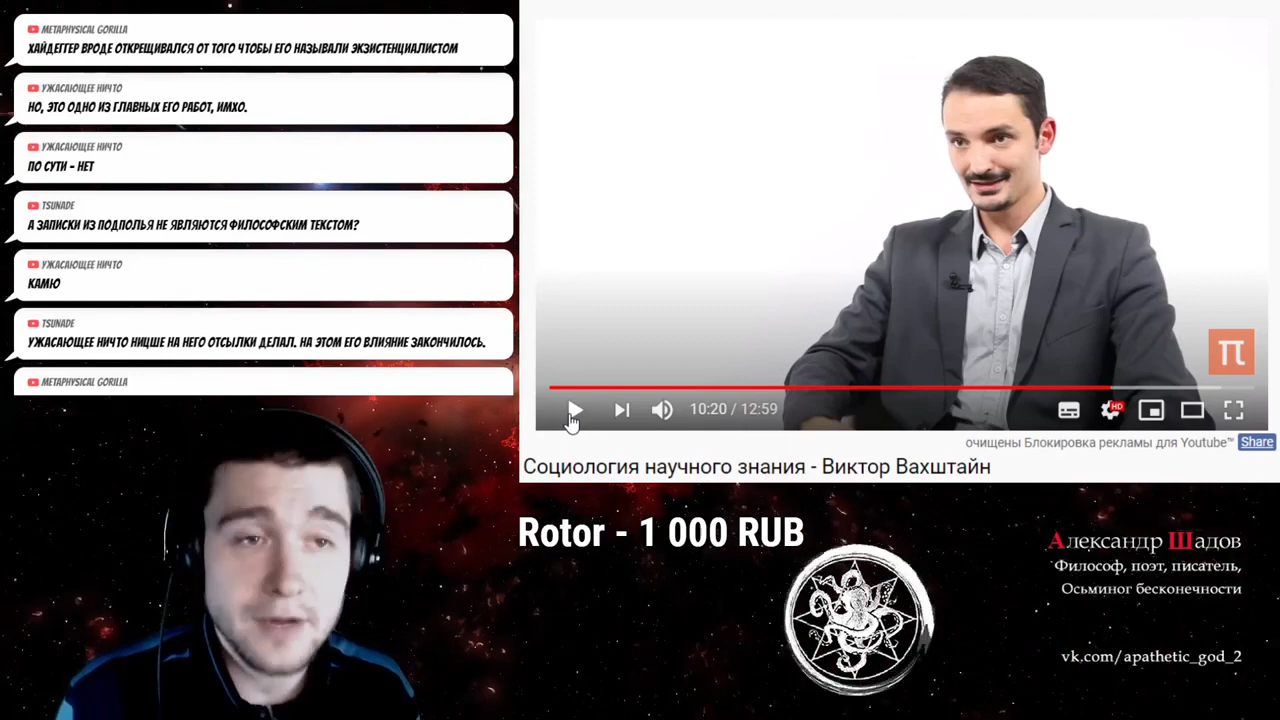 METAPHYSICAL GORILLA
ХАЙДЕГГЕР ВРОДЕ ОТКРЕЩИВАЛСЯ ОТ ТОГО ЧТОБЫ ЕГО НАЗЫВАЛИ ЭКЗИСТЕНЦИАЛИСТОМ
УЖАСАЮЩЕЕ НИЧТО
НО, ЭТО ОДНО ИЗ ГЛАВНЫХ ЕГО РАБОТ, ИМХО.
УЖАСАЮЩЕЕ НИЧТО
ПО СУТИ - НЕТ
TSUNADE
А ЗАПИСКИ ИЗ ПОДПОЛЬЯ НЕ ЯВЛЯЮТСЯ ФИЛОСОФСКИМ ТЕКСТОМ?
УЖАСАЮЩЕЕ НИЧТО
КАМЮ
TSUNADE
УЖАСАЮЩЕЕ НИЧТО НИЦШЕ НА НЕГО ОТСЫЛКИ ДЕЛАЛ. НА ЭТОМ ЕГО ВЛИЯНИЕ ЗАКОНЧИЛОСЬ.
METAPHYSICAL GORILLA
π
10:20 / 12:59
HD
очищены Блокировка рекламы для Youtube™ Share
Социология научного знания - Виктор Вахштайн
Rotor - 1 000 RUB
Александр Шадов
Философ, поэт, писатель,
Осьминог бесконечности
vk.com/apathetic_god_2